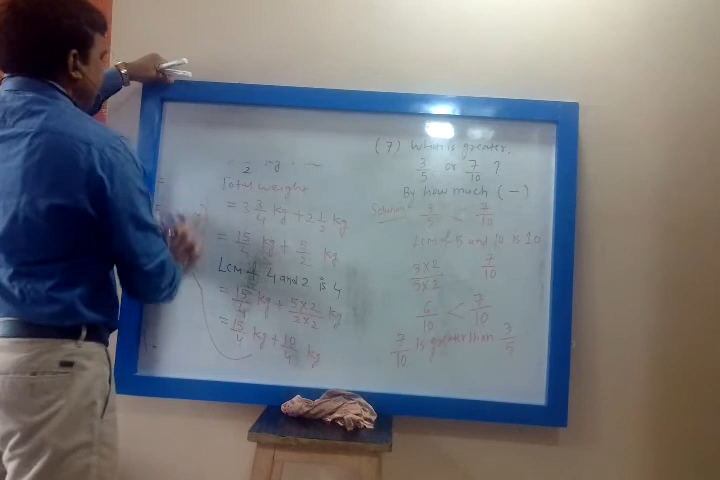 Total weight
= 3 3/4 kg + 2 1/2 kg
= 15/4 kg + 5/2 kg
LCM of 4 and 2 is 4
= 15/4 kg + 5×2/2×2 kg
= 15/4 kg + 10/4 kg
(7) What is greater,
3/5 or 7/10 ?
By how much (-)
Solution 3/5 7/10
LCM of 5 and 10 is 10
3×2/5×2 7/10
6/10 < 7/10
7/10 is greater than 3/5